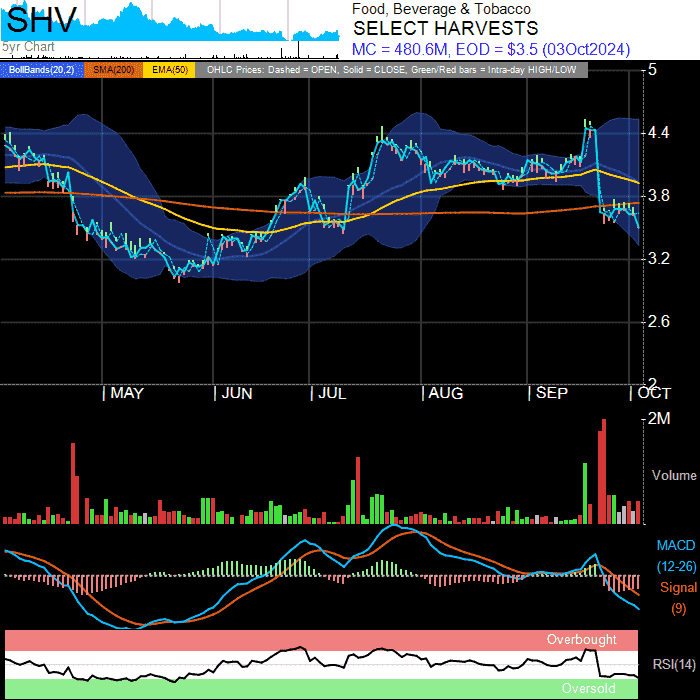 SHV
5yr Chart
Food, Beverage & Tobacco
SELECT HARVESTS
MC = 480.6M, EOD = $3.5 (03Oct2024)
BollBands(20,2) SMA(200) EMA(50) OHLC Prices: Dashed = OPEN, Solid = CLOSE, Green/Red bars = Intra-day HIGH/LOW
5
4.4
3.8
3.2
2.6
2
| MAY | JUN | JUL | AUG | SEP | OCT
2M
Volume
MACD
(12-26)
Signal
(9)
Overbought
RSI(14)
Oversold